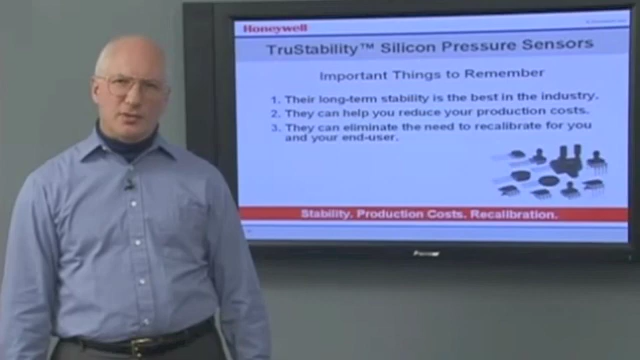 Honeywell
TruStability™ Silicon Pressure Sensors
Important Things to Remember
1. Their long-term stability is the best in the industry.
2. They can help you reduce your production costs.
3. They can eliminate the need to recalibrate for you
and your end-user.
Stability. Production Costs. Recalibration.
Pioneer